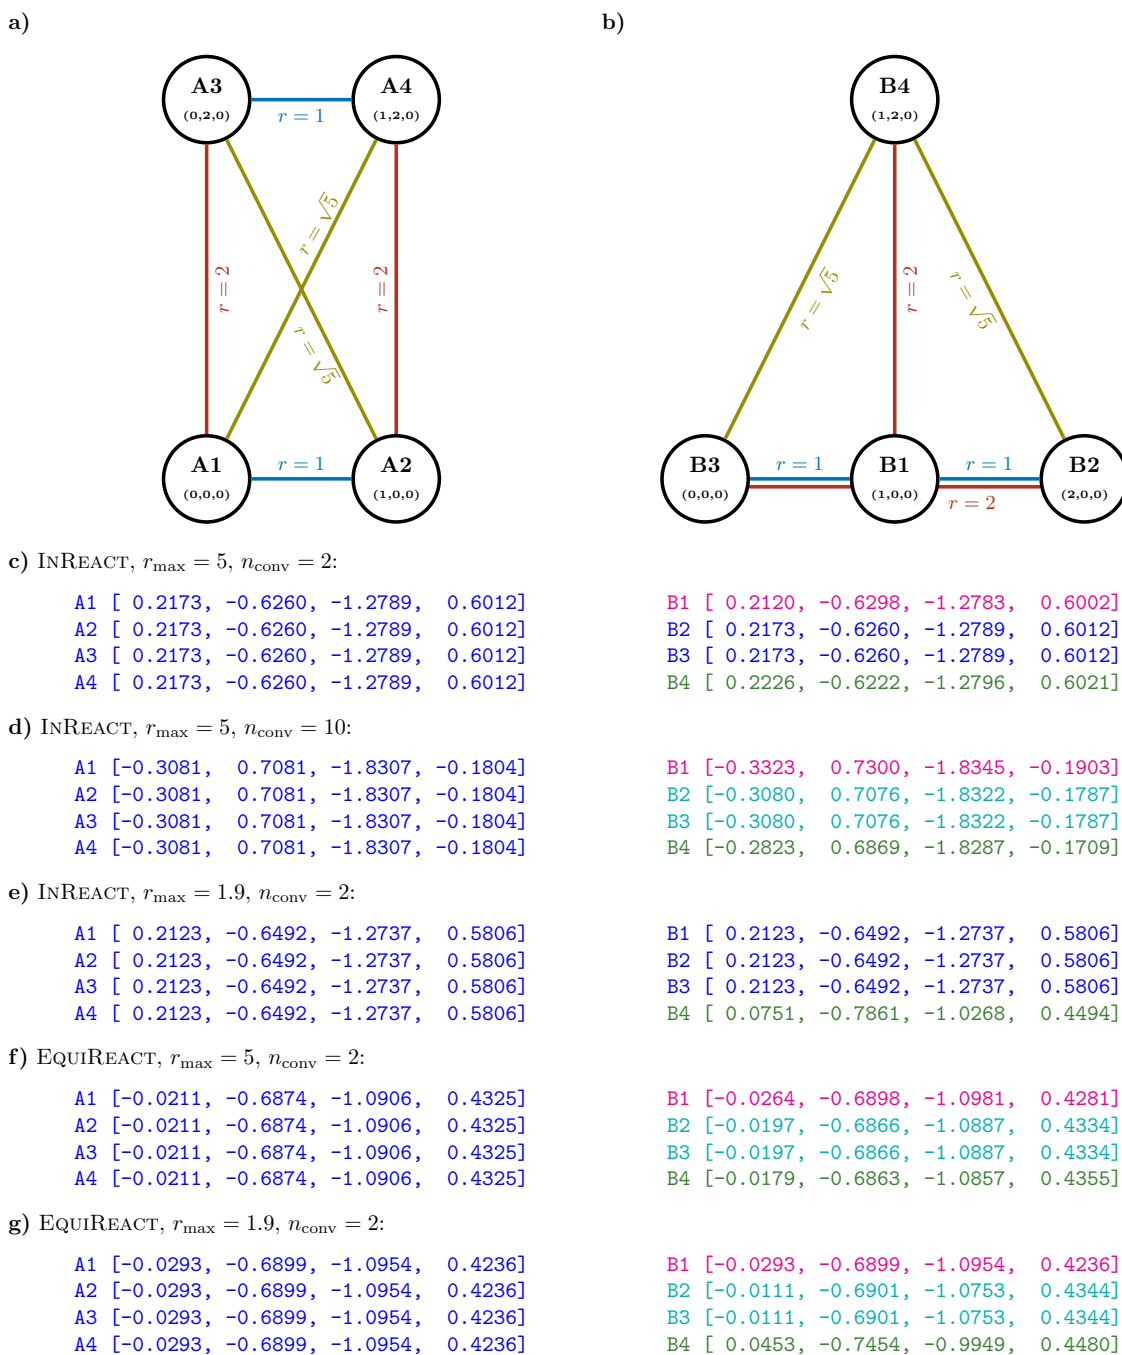 a)
b)
A3
(0,2,0)
A4
(1,2,0)
r = 1
B4
(1,2,0)
r = √5
r = 2
r = 2
r = √5
r = √5
r = 2
r = √5
A1
(0,0,0)
r = 1
A2
(1,0,0)
B3
(0,0,0)
r = 1
B1
(1,0,0)
r = 1
r = 2
B2
(2,0,0)
c) INREACT, r_max = 5, n_conv = 2:
A1 [ 0.2173, -0.6260, -1.2789,  0.6012]
A2 [ 0.2173, -0.6260, -1.2789,  0.6012]
A3 [ 0.2173, -0.6260, -1.2789,  0.6012]
A4 [ 0.2173, -0.6260, -1.2789,  0.6012]
B1 [ 0.2120, -0.6298, -1.2783,  0.6002]
B2 [ 0.2173, -0.6260, -1.2789,  0.6012]
B3 [ 0.2173, -0.6260, -1.2789,  0.6012]
B4 [ 0.2226, -0.6222, -1.2796,  0.6021]
d) INREACT, r_max = 5, n_conv = 10:
A1 [-0.3081,  0.7081, -1.8307, -0.1804]
A2 [-0.3081,  0.7081, -1.8307, -0.1804]
A3 [-0.3081,  0.7081, -1.8307, -0.1804]
A4 [-0.3081,  0.7081, -1.8307, -0.1804]
B1 [-0.3323,  0.7300, -1.8345, -0.1903]
B2 [-0.3080,  0.7076, -1.8322, -0.1787]
B3 [-0.3080,  0.7076, -1.8322, -0.1787]
B4 [-0.2823,  0.6869, -1.8287, -0.1709]
e) INREACT, r_max = 1.9, n_conv = 2:
A1 [ 0.2123, -0.6492, -1.2737,  0.5806]
A2 [ 0.2123, -0.6492, -1.2737,  0.5806]
A3 [ 0.2123, -0.6492, -1.2737,  0.5806]
A4 [ 0.2123, -0.6492, -1.2737,  0.5806]
B1 [ 0.2123, -0.6492, -1.2737,  0.5806]
B2 [ 0.2123, -0.6492, -1.2737,  0.5806]
B3 [ 0.2123, -0.6492, -1.2737,  0.5806]
B4 [ 0.0751, -0.7861, -1.0268,  0.4494]
f) EQUIREACT, r_max = 5, n_conv = 2:
A1 [-0.0211, -0.6874, -1.0906,  0.4325]
A2 [-0.0211, -0.6874, -1.0906,  0.4325]
A3 [-0.0211, -0.6874, -1.0906,  0.4325]
A4 [-0.0211, -0.6874, -1.0906,  0.4325]
B1 [-0.0264, -0.6898, -1.0981,  0.4281]
B2 [-0.0197, -0.6866, -1.0887,  0.4334]
B3 [-0.0197, -0.6866, -1.0887,  0.4334]
B4 [-0.0179, -0.6863, -1.0857,  0.4355]
g) EQUIREACT, r_max = 1.9, n_conv = 2:
A1 [-0.0293, -0.6899, -1.0954,  0.4236]
A2 [-0.0293, -0.6899, -1.0954,  0.4236]
A3 [-0.0293, -0.6899, -1.0954,  0.4236]
A4 [-0.0293, -0.6899, -1.0954,  0.4236]
B1 [-0.0293, -0.6899, -1.0954,  0.4236]
B2 [-0.0111, -0.6901, -1.0753,  0.4344]
B3 [-0.0111, -0.6901, -1.0753,  0.4344]
B4 [ 0.0453, -0.7454, -0.9949,  0.4480]